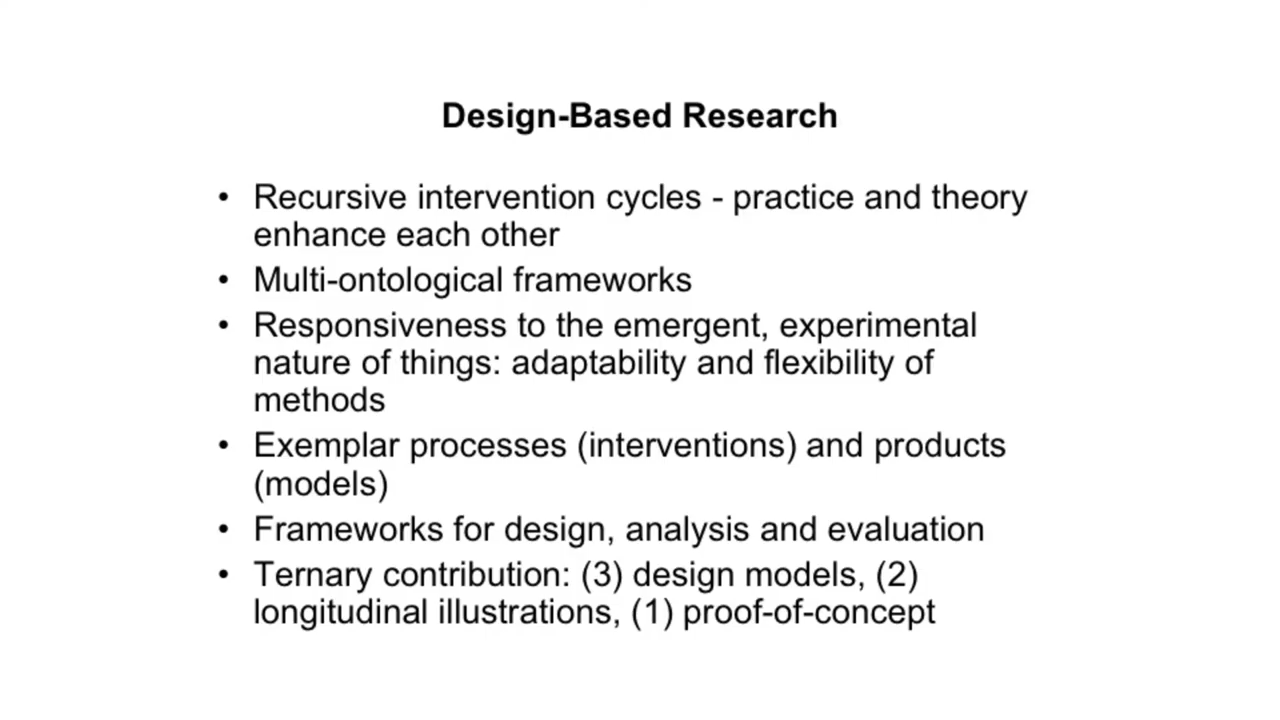 Design-Based Research
• Recursive intervention cycles - practice and theory
enhance each other
• Multi-ontological frameworks
• Responsiveness to the emergent, experimental
nature of things: adaptability and flexibility of
methods
• Exemplar processes (interventions) and products
(models)
• Frameworks for design, analysis and evaluation
• Ternary contribution: (3) design models, (2)
longitudinal illustrations, (1) proof-of-concept